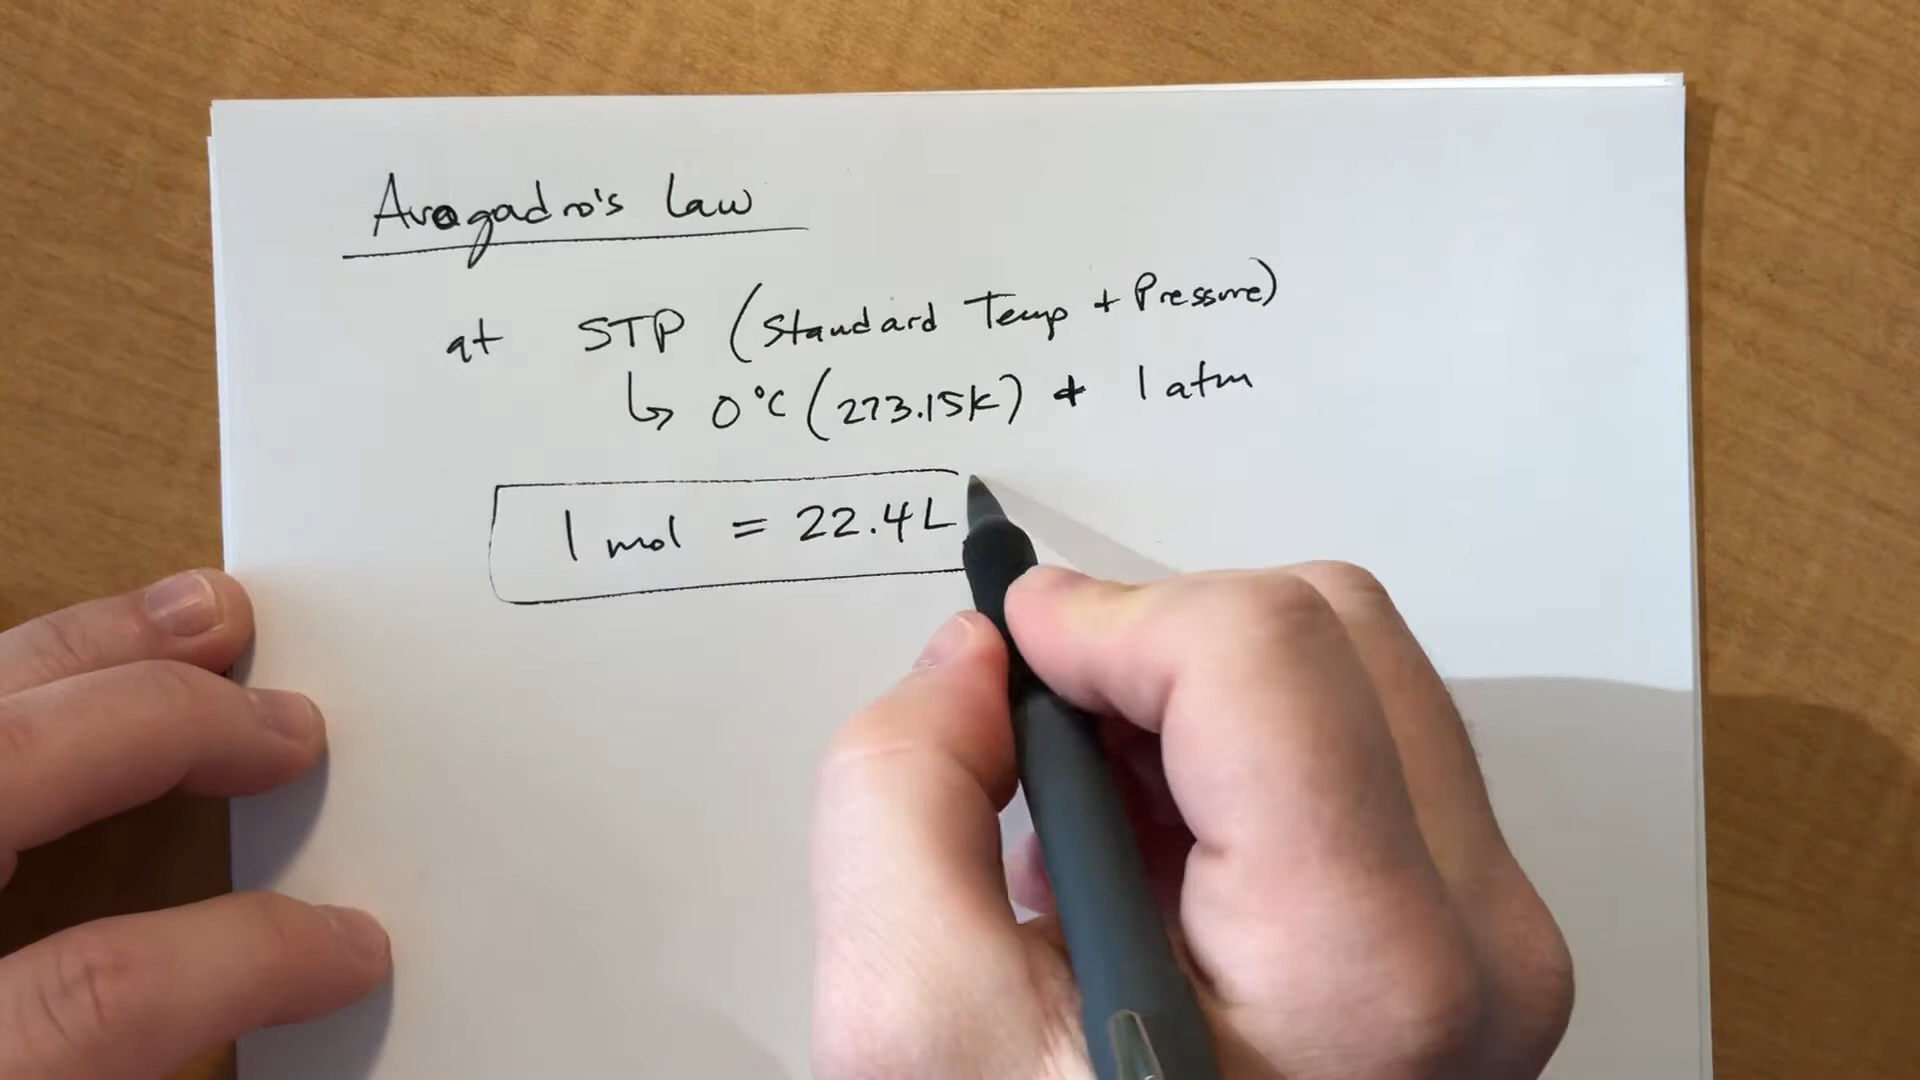 Avogadro's Law
at STP (Standard Temp + Pressure)
↳ 0°C (273.15K) + 1 atm
1 mol = 22.4L